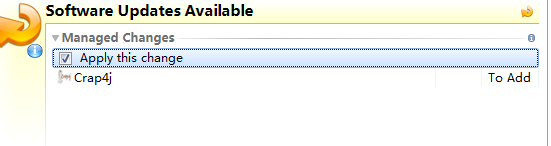 Software Updates Available
Managed Changes
Apply this change
Crap4j To Add